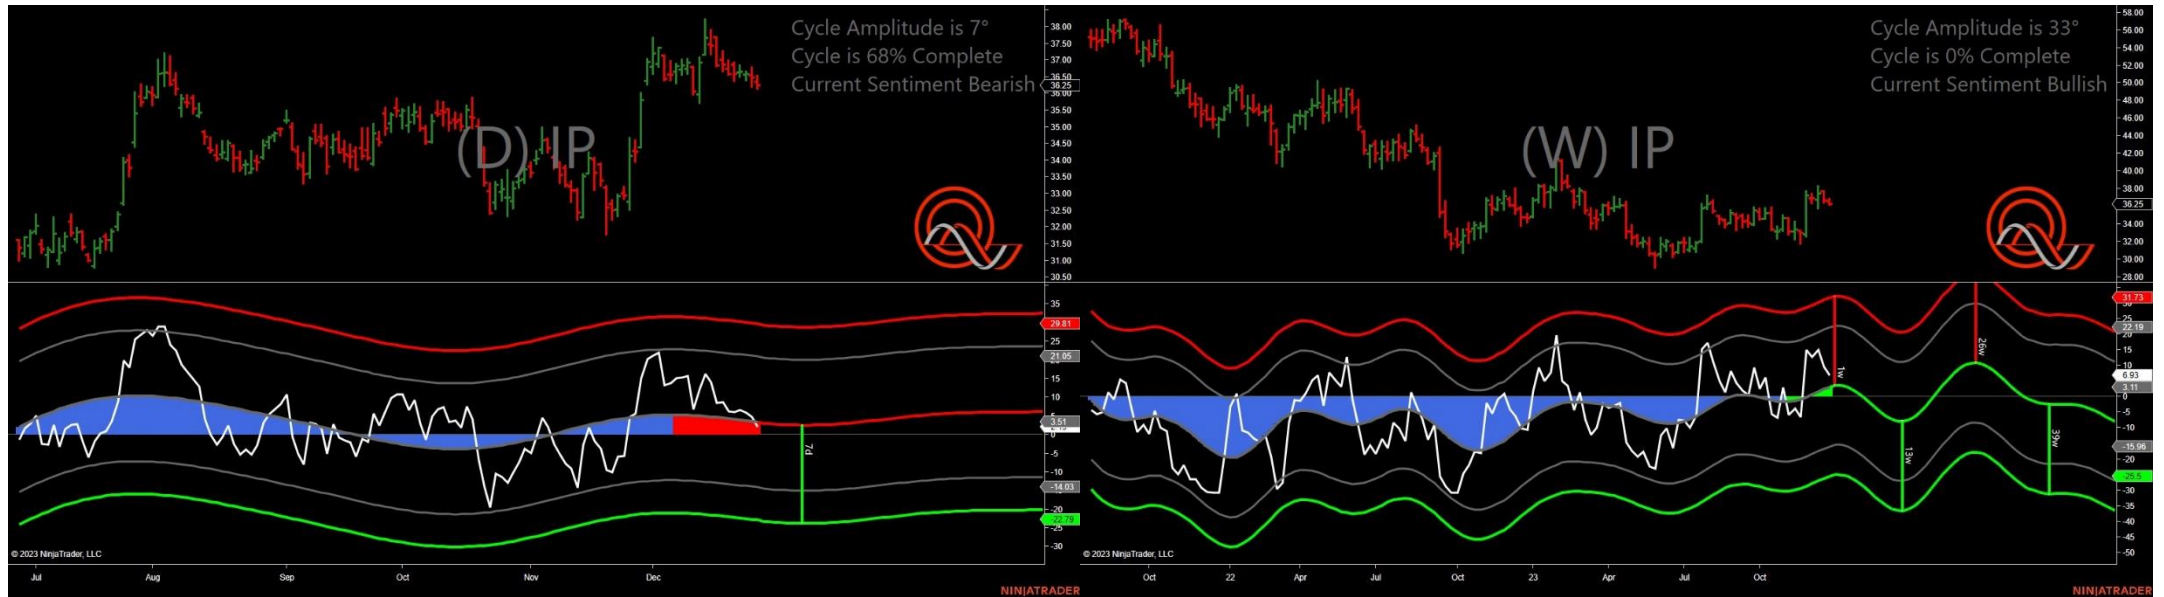 Cycle Amplitude is 7°
Cycle is 68% Complete
Current Sentiment Bearish
(D) IP
38.00
37.50
37.00
36.50
36.25
36.00
35.50
35.00
34.50
34.00
33.50
33.00
32.50
32.00
31.50
31.00
30.50
35
29.81
25
21.05
15
10
5
3.51
0
-5
-10
-14.03
-20
-22.79
-25
-30
7d
© 2023 NinjaTrader, LLC
Jul
Aug
Sep
Oct
Nov
Dec
NINJATRADER
Cycle Amplitude is 33°
Cycle is 0% Complete
Current Sentiment Bullish
(W) IP
58.00
56.00
54.00
52.00
50.00
48.00
46.00
44.00
42.00
40.00
38.00
36.25
34.00
32.00
30.00
28.00
31.73
25
22.19
15
10
6.93
3.11
0
-5
-10
-15.96
-20
-25.5
-30
-35
-40
-45
-50
1w
13w
26w
39w
© 2023 NinjaTrader, LLC
Oct
22
Apr
Jul
Oct
23
Apr
Jul
Oct
NINJATRADER